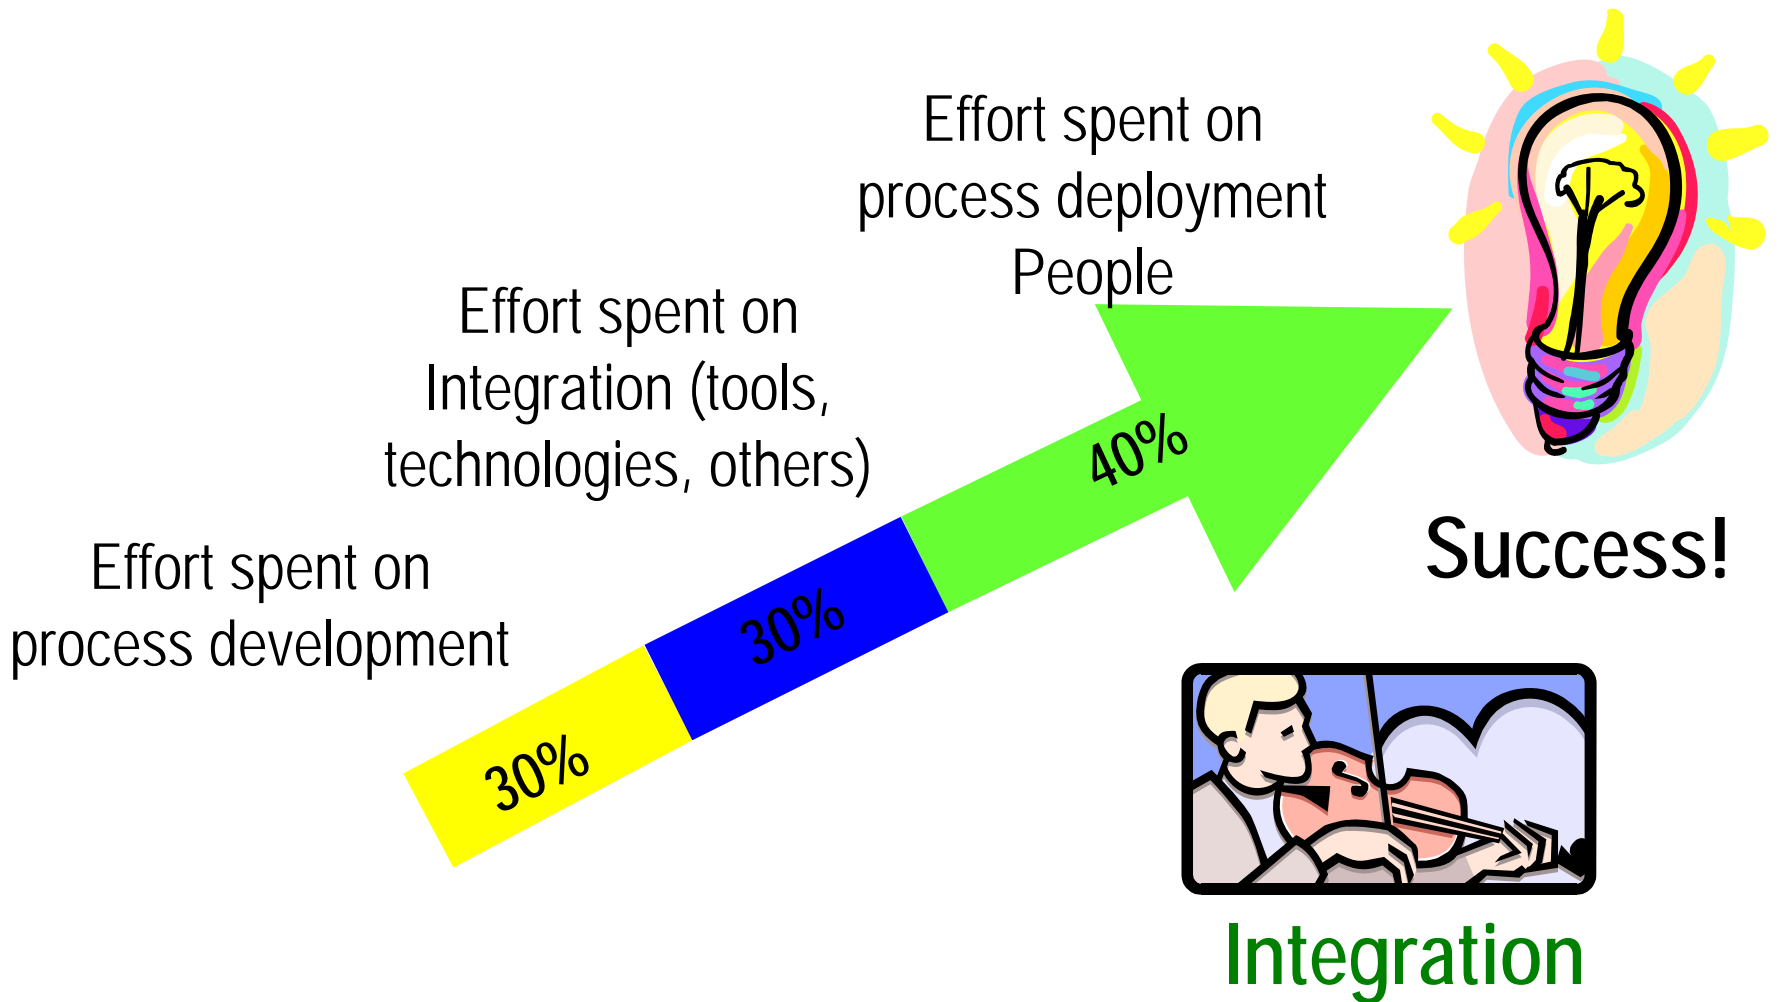 Effort spent on
process deployment
People
Effort spent on
Integration (tools,
technologies, others)
40%
Success!
Effort spent on
process development
30%
30%
Integration